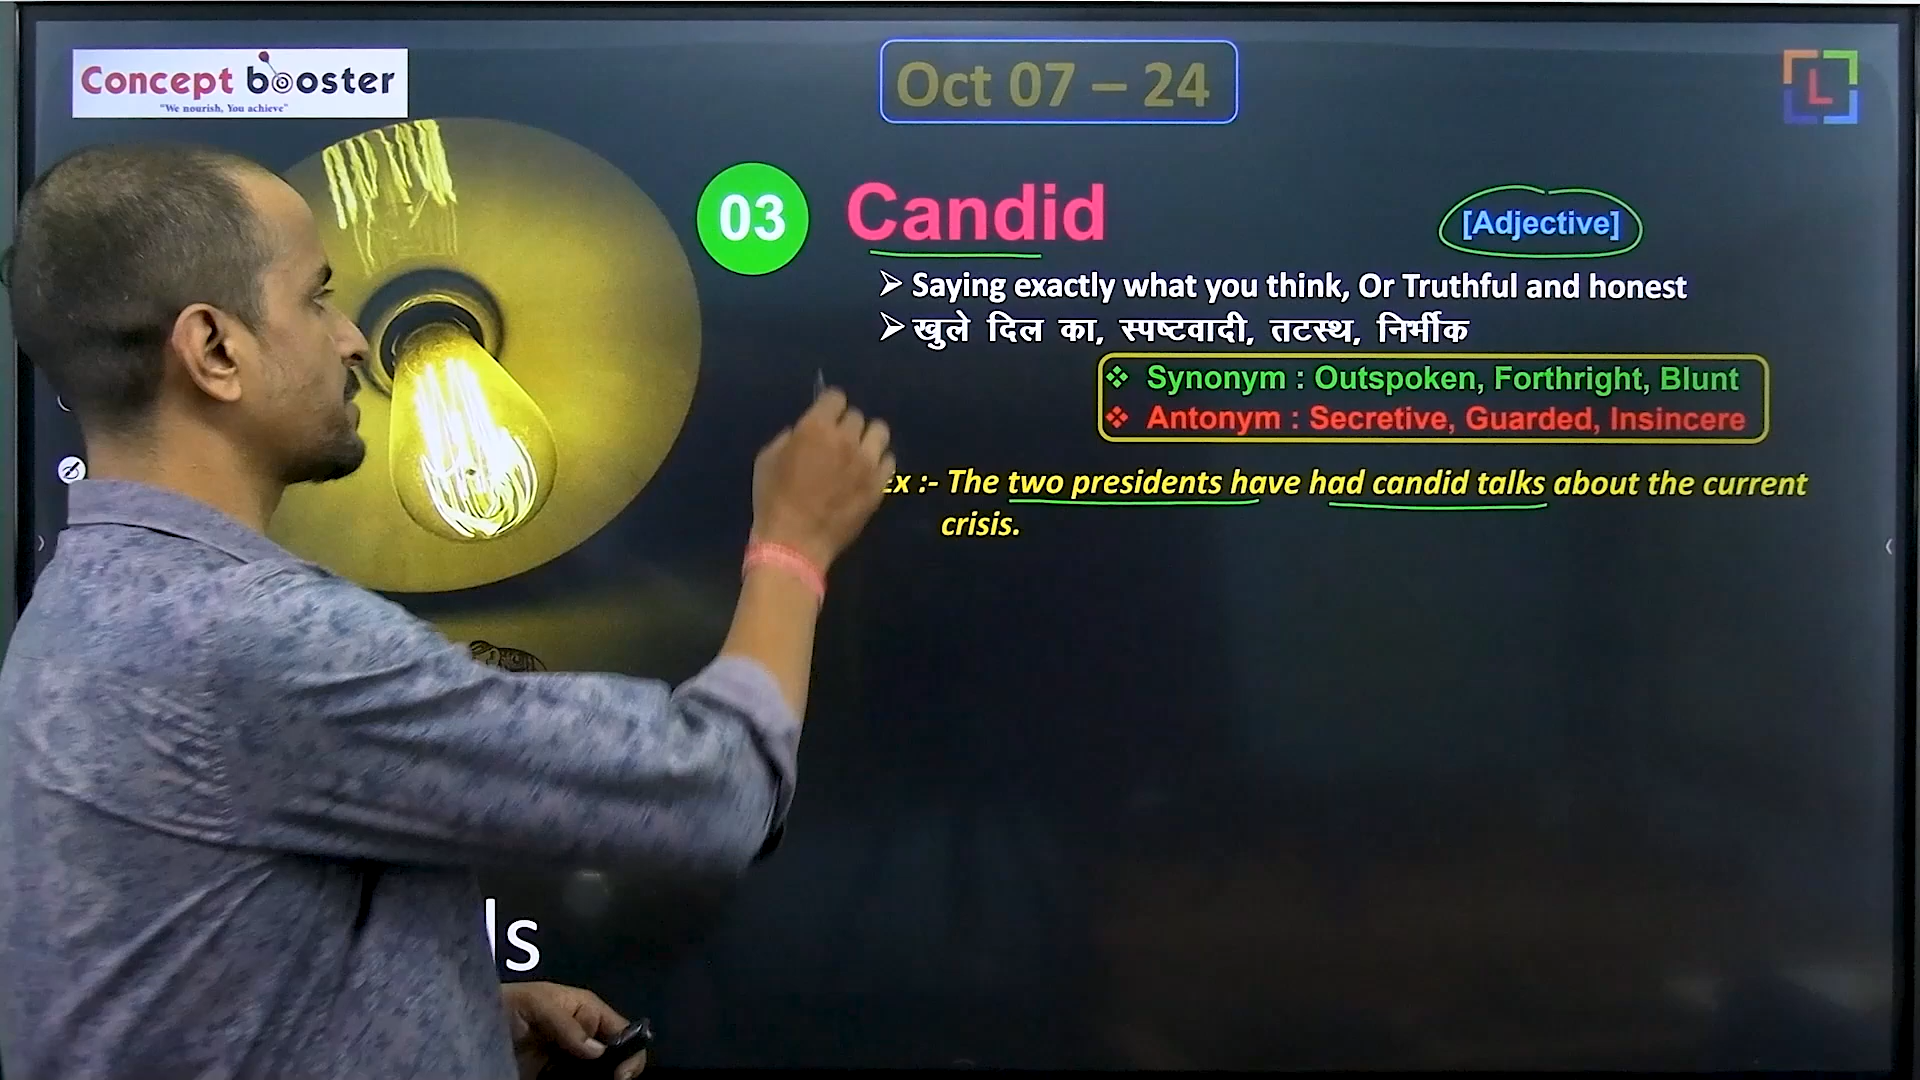 Concept booster
"We nourish, You achieve"
Oct 07 – 24
L
03 Candid [Adjective]
➢ Saying exactly what you think, Or Truthful and honest
➢ खुले दिल का, स्पष्टवादी, तटस्थ, निर्भीक
❖ Synonym : Outspoken, Forthright, Blunt
❖ Antonym : Secretive, Guarded, Insincere
Ex :- The two presidents have had candid talks about the current
crisis.